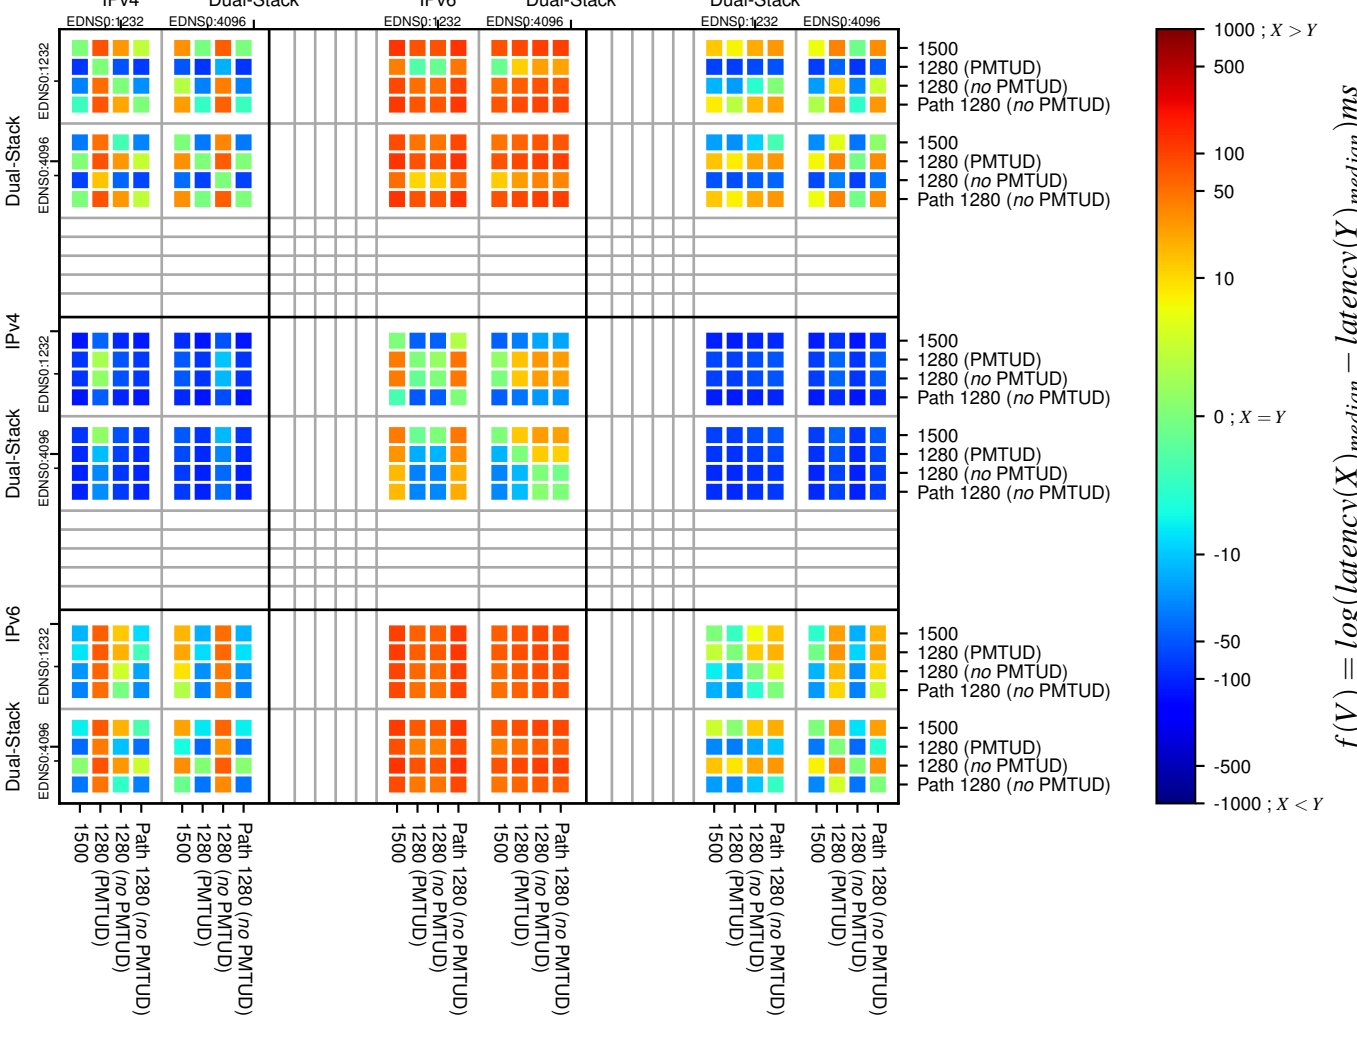 IPv4 Dual-Stack IPv6 Dual-Stack Dual-Stack
EDNS0:1232 EDNS0:4096 EDNS0:1232 EDNS0:4096 EDNS0:1232 EDNS0:4096
EDNS0:1232
1500
1280 (PMTUD)
1280 (no PMTUD)
Path 1280 (no PMTUD)
Dual-Stack
EDNS0:4096
1500
1280 (PMTUD)
1280 (no PMTUD)
Path 1280 (no PMTUD)
IPv4
EDNS0:1232
1500
1280 (PMTUD)
1280 (no PMTUD)
Path 1280 (no PMTUD)
Dual-Stack
EDNS0:4096
1500
1280 (PMTUD)
1280 (no PMTUD)
Path 1280 (no PMTUD)
IPv6
EDNS0:1232
1500
1280 (PMTUD)
1280 (no PMTUD)
Path 1280 (no PMTUD)
Dual-Stack
EDNS0:4096
1500
1280 (PMTUD)
1280 (no PMTUD)
Path 1280 (no PMTUD)
1500
1280 (PMTUD)
1280 (no PMTUD)
Path 1280 (no PMTUD)
1500
1280 (PMTUD)
1280 (no PMTUD)
Path 1280 (no PMTUD)
1500
1280 (PMTUD)
1280 (no PMTUD)
Path 1280 (no PMTUD)
1500
1280 (PMTUD)
1280 (no PMTUD)
Path 1280 (no PMTUD)
1500
1280 (PMTUD)
1280 (no PMTUD)
Path 1280 (no PMTUD)
1500
1280 (PMTUD)
1280 (no PMTUD)
Path 1280 (no PMTUD)
1000 ; X > Y
500
100
50
10
0 ; X = Y
-10
-50
-100
-500
-1000 ; X < Y
f(V) = log(latency(X)median − latency(Y)median)ms